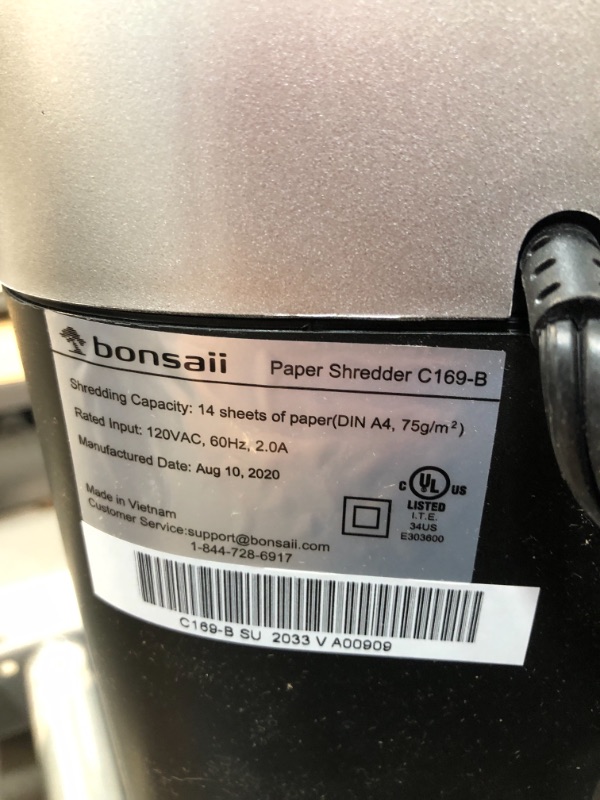 bonsaii Paper Shredder C169-B
Shredding Capacity: 14 sheets of paper(DIN A4, 75g/m²)
Rated Input: 120VAC, 60Hz, 2.0A
Manufactured Date: Aug 10, 2020
Made in Vietnam
Customer Service:support@bonsaii.com
1-844-728-6917
C UL US
LISTED
I.T.E.
34US
E303600
C169-B SU 2033 V A00909